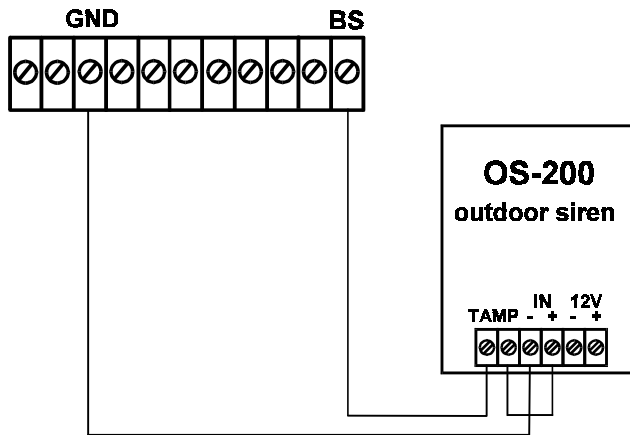 GND BS
OS-200
outdoor siren
IN 12V
TAMP - + - +